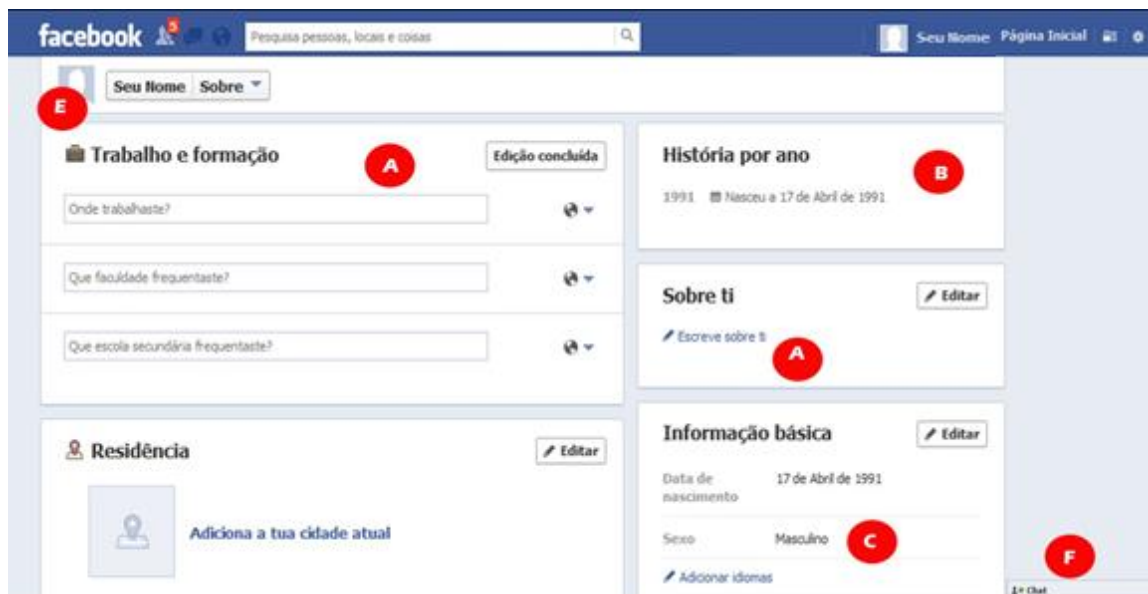 facebook 5 Pesquisa pessoas, locais e coisas Seu Nome Página Inicial
E Seu Nome Sobre
Trabalho e formação A Edição concluída
Onde trabalhaste?
Que faculdade frequentaste?
Que escola secundária frequentaste?
História por ano B
1991 Nasceu a 17 de Abril de 1991
Sobre ti Editar
Escreve sobre ti A
Residência Editar
Adiciona a tua cidade atual
Informação básica Editar
Data de nascimento 17 de Abril de 1991
Sexo Masculino C
Adicionar idiomas
F
Chat